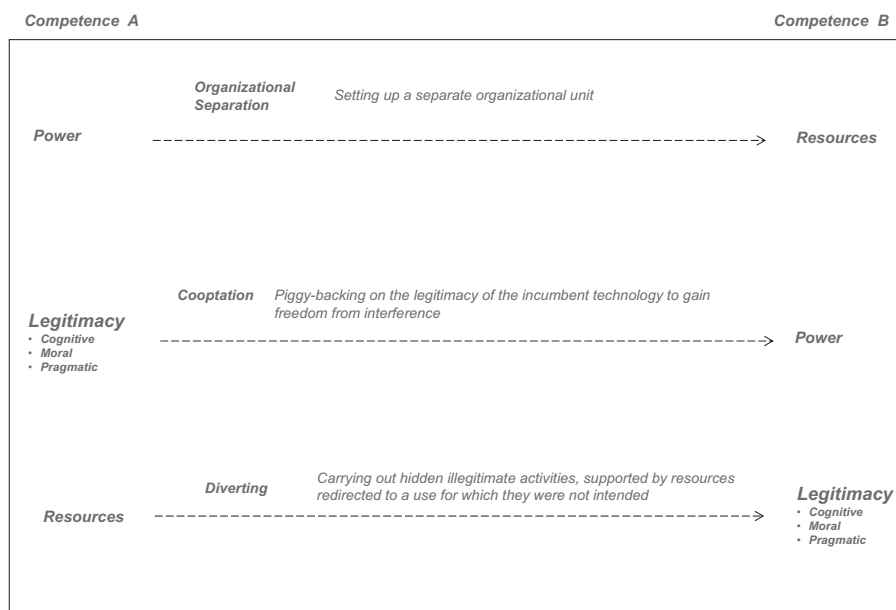 Competence A
Competence B
Organizational
Separation
Setting up a separate organizational unit
Power
Resources
Cooptation
Piggy-backing on the legitimacy of the incumbent technology to gain
freedom from interference
Legitimacy
• Cognitive
• Moral
• Pragmatic
Power
Diverting
Carrying out hidden illegitimate activities, supported by resources
redirected to a use for which they were not intended
Resources
Legitimacy
• Cognitive
• Moral
• Pragmatic